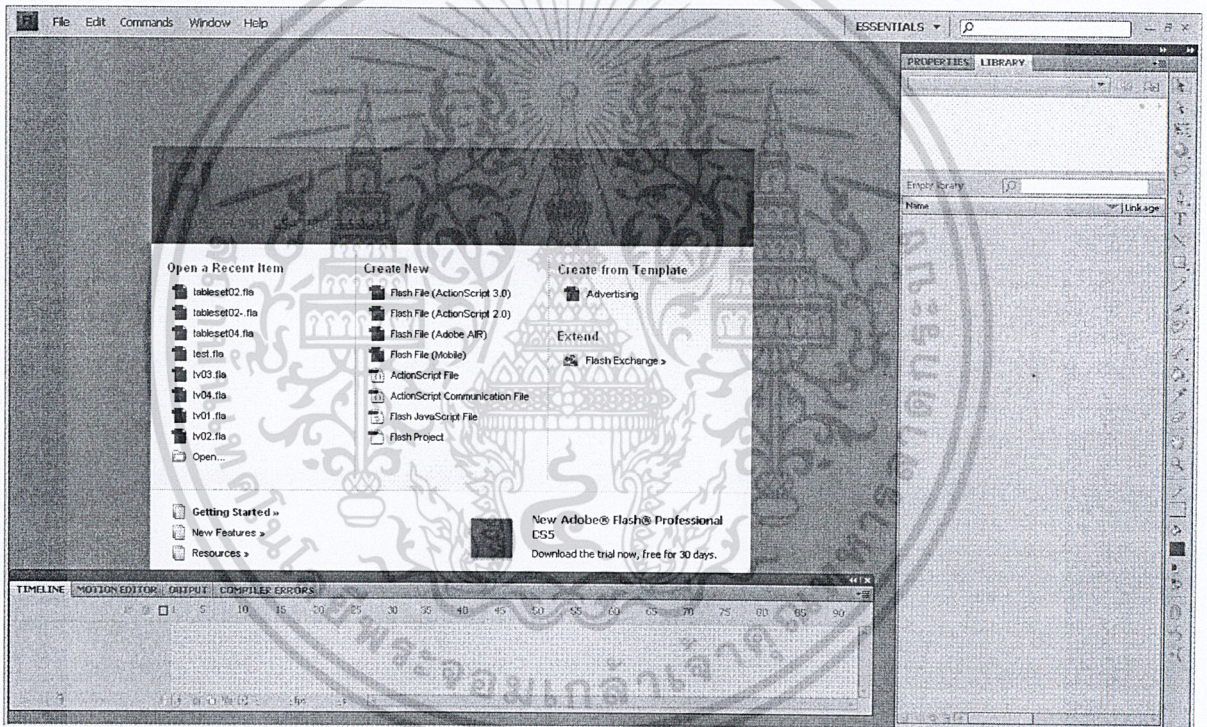 Fl File Edit Commands Window Help
ESSENTIALS
PROPERTIES LIBRARY
Empty library
Name Linkage
Open a Recent Item
tableset02.fla
tableset02-.fla
tableset04.fla
test.fla
tv03.fla
tv04.fla
tv01.fla
tv02.fla
Open...
Create New
Flash File (ActionScript 3.0)
Flash File (ActionScript 2.0)
Flash File (Adobe AIR)
Flash File (Mobile)
ActionScript File
ActionScript Communication File
Flash JavaScript File
Flash Project
Create from Template
Advertising
Extend
Flash Exchange »
Getting Started »
New Features »
Resources »
New Adobe® Flash® Professional
CS5
Download the trial now, free for 30 days.
TIMELINE MOTION EDITOR OUTPUT COMPILER ERRORS
1 5 10 15 20 25 30 35 40 45 50 55 60 65 70 75 80 85 90